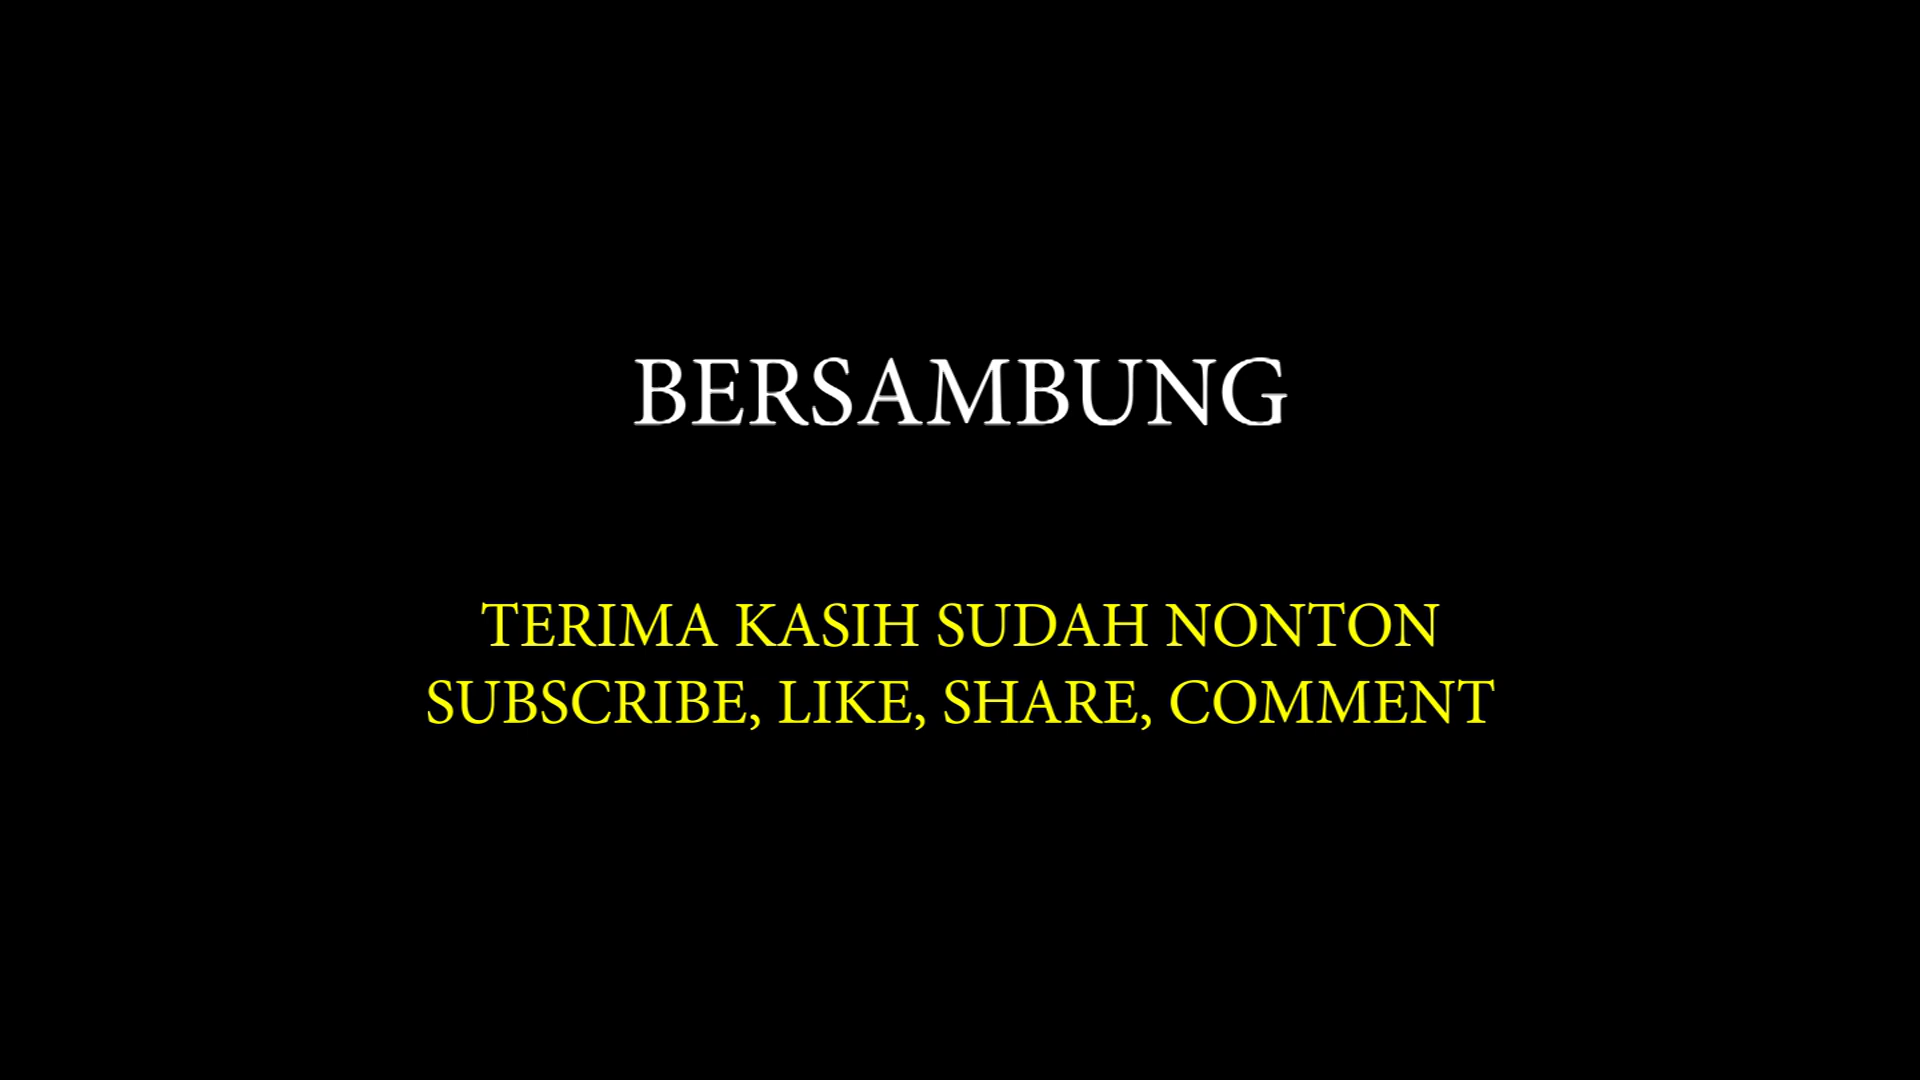 BERSAMBUNG
TERIMA KASIH SUDAH NONTON
SUBSCRIBE, LIKE, SHARE, COMMENT